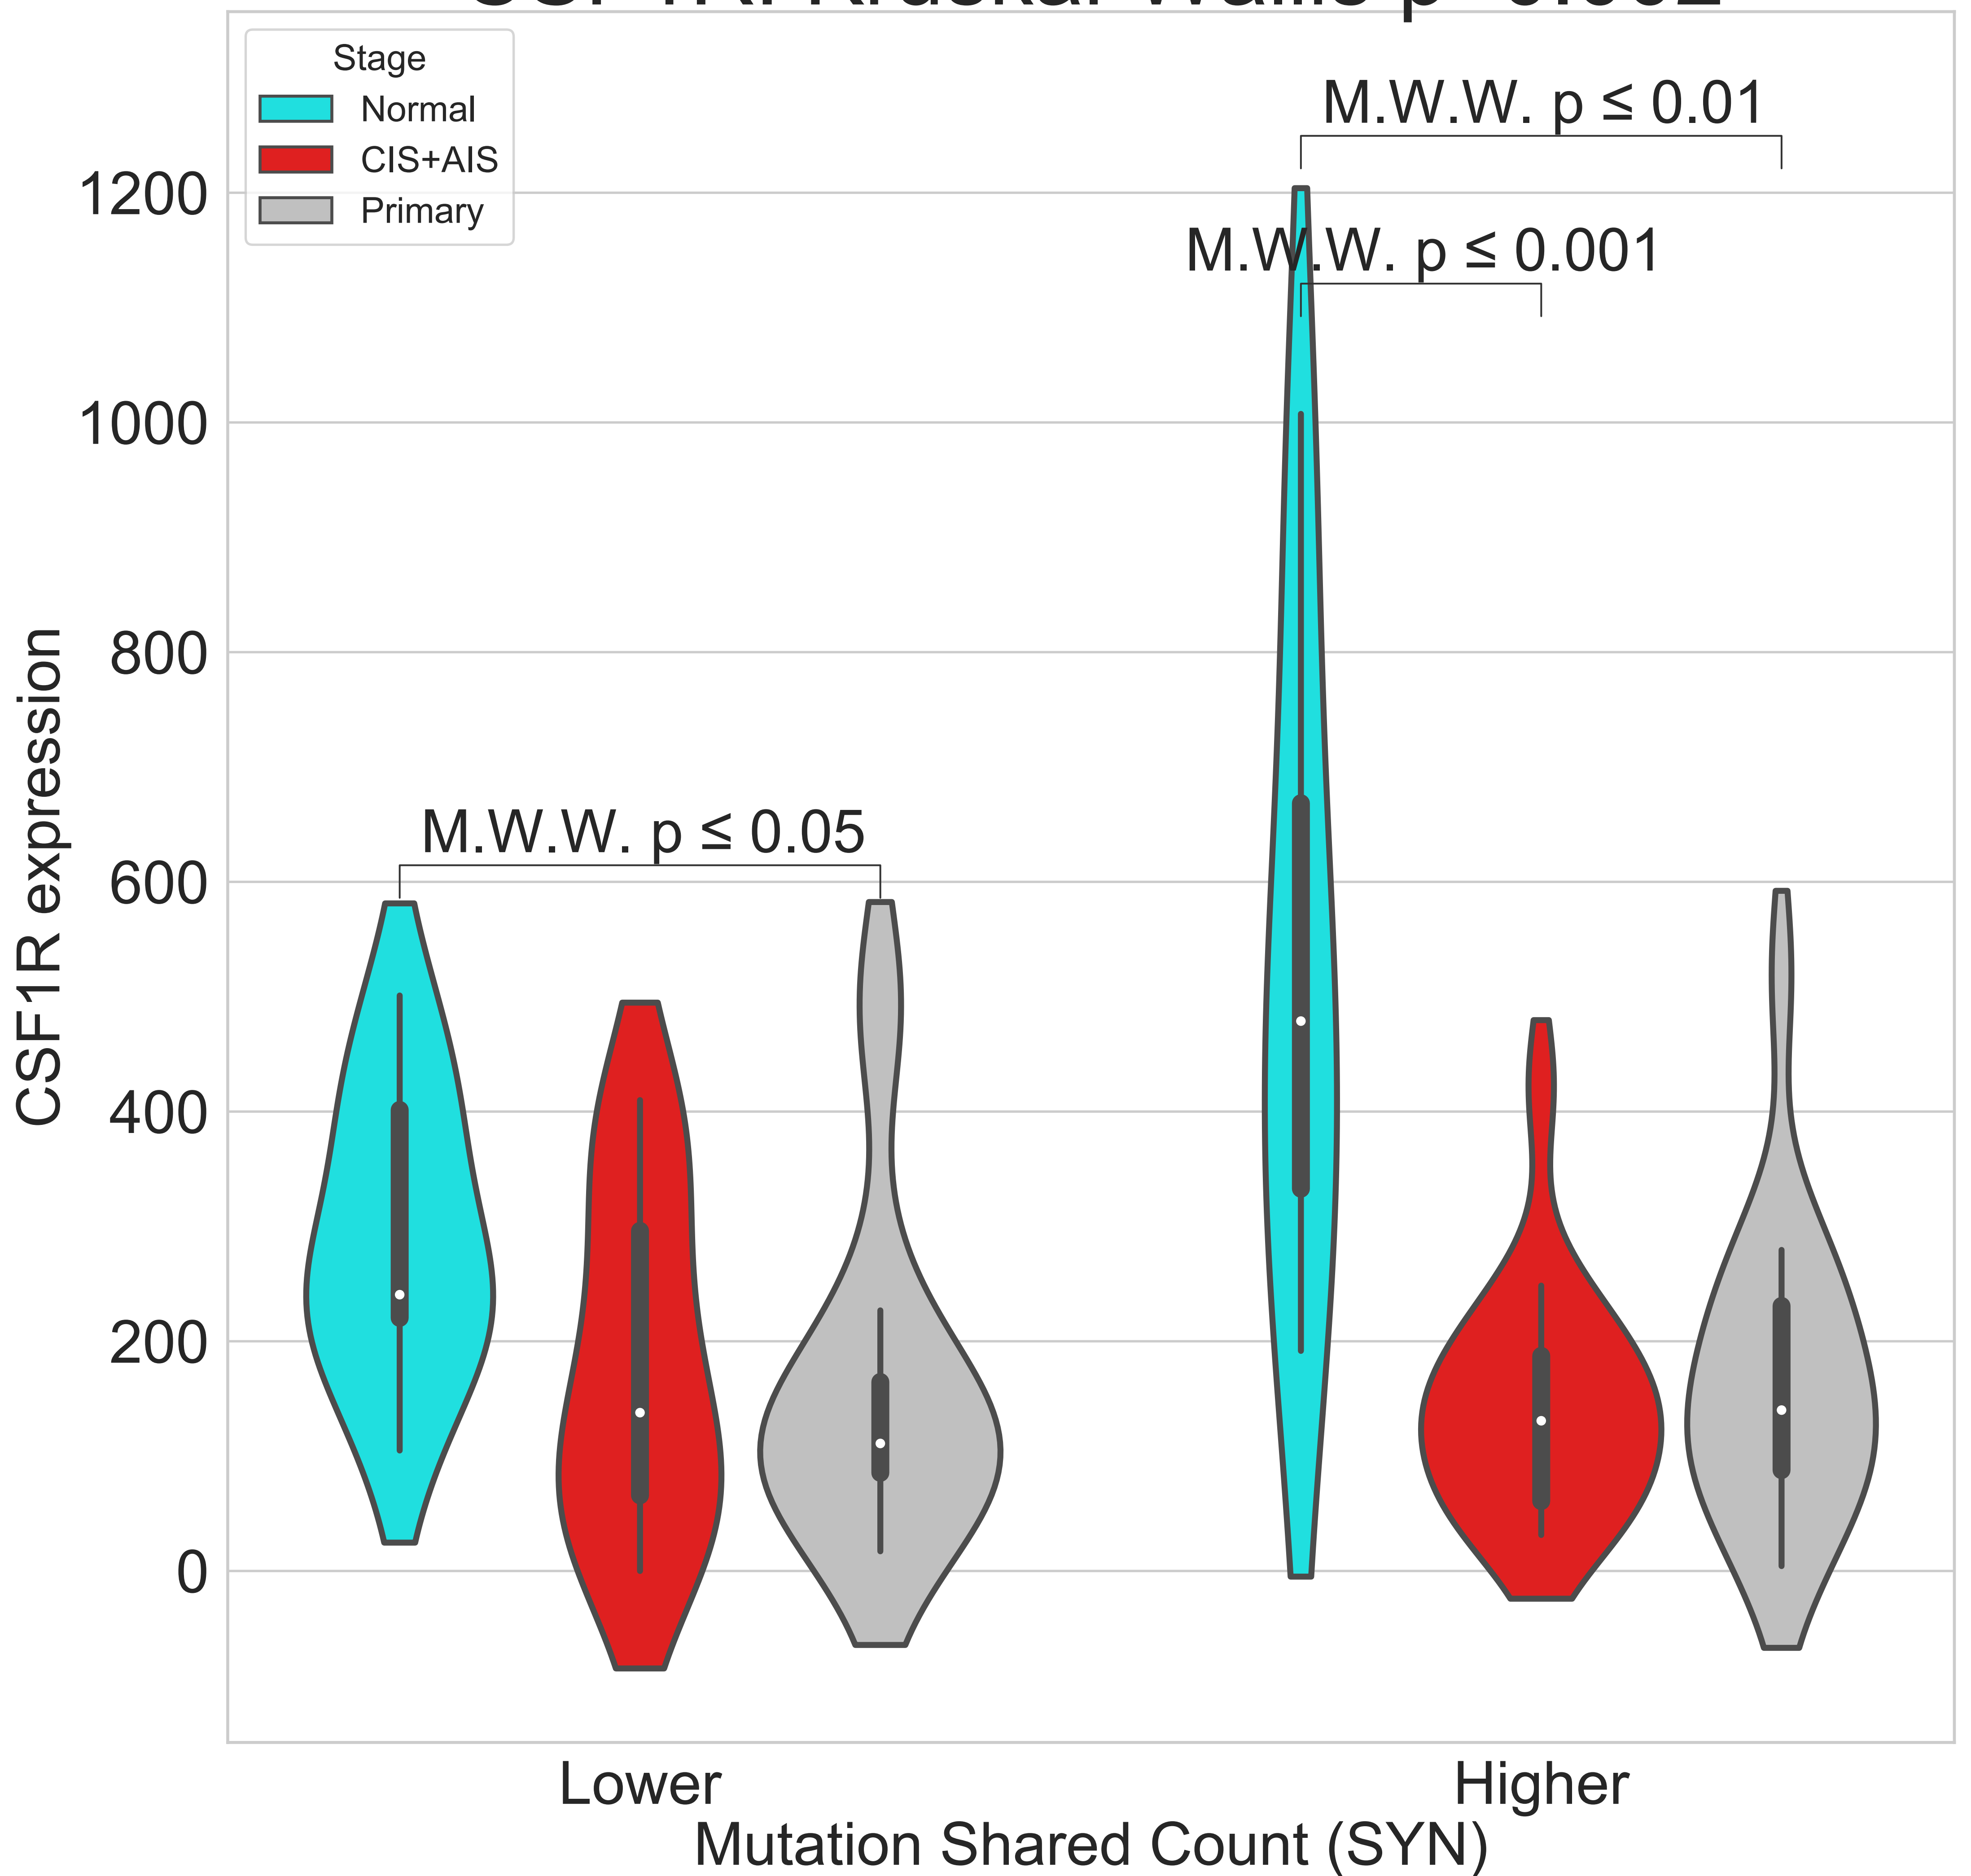 Stage
Normal
CIS+AIS
Primary
M.W.W. p ≤ 0.01
M.W.W. p ≤ 0.001
M.W.W. p ≤ 0.05
1200
1000
800
600
400
200
0
CSF1R expression
Lower
Higher
Mutation Shared Count (SYN)